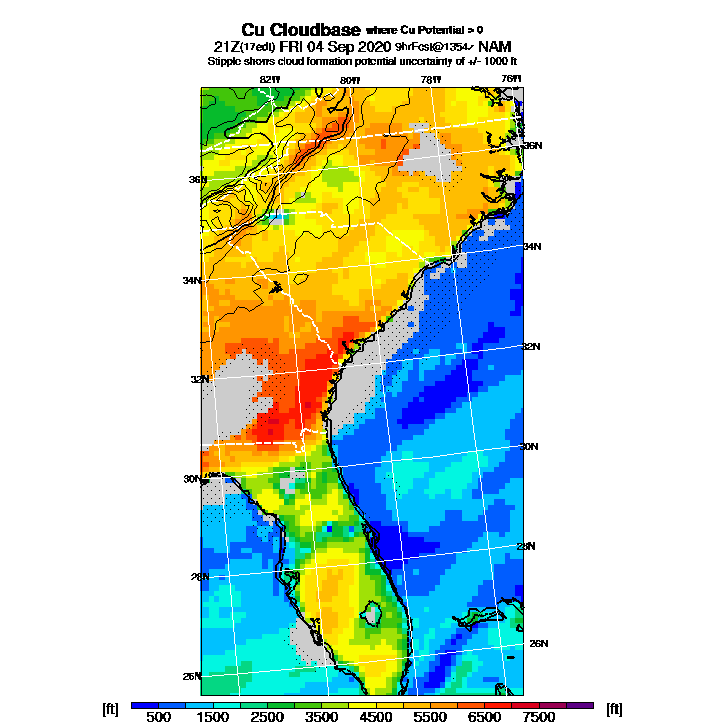 Cu Cloudbase where Cu Potential > 0
21Z(17edt) FRI 04 Sep 2020 9hrFcst@1354z NAM
Stipple shows cloud formation potential uncertainty of +/- 1000 ft
82W 80W 78W 76W
36N 36N
34N 34N
32N 32N
30N 30N
28N 28N
26N 26N
[ft] 500 1500 2500 3500 4500 5500 6500 7500 [ft]